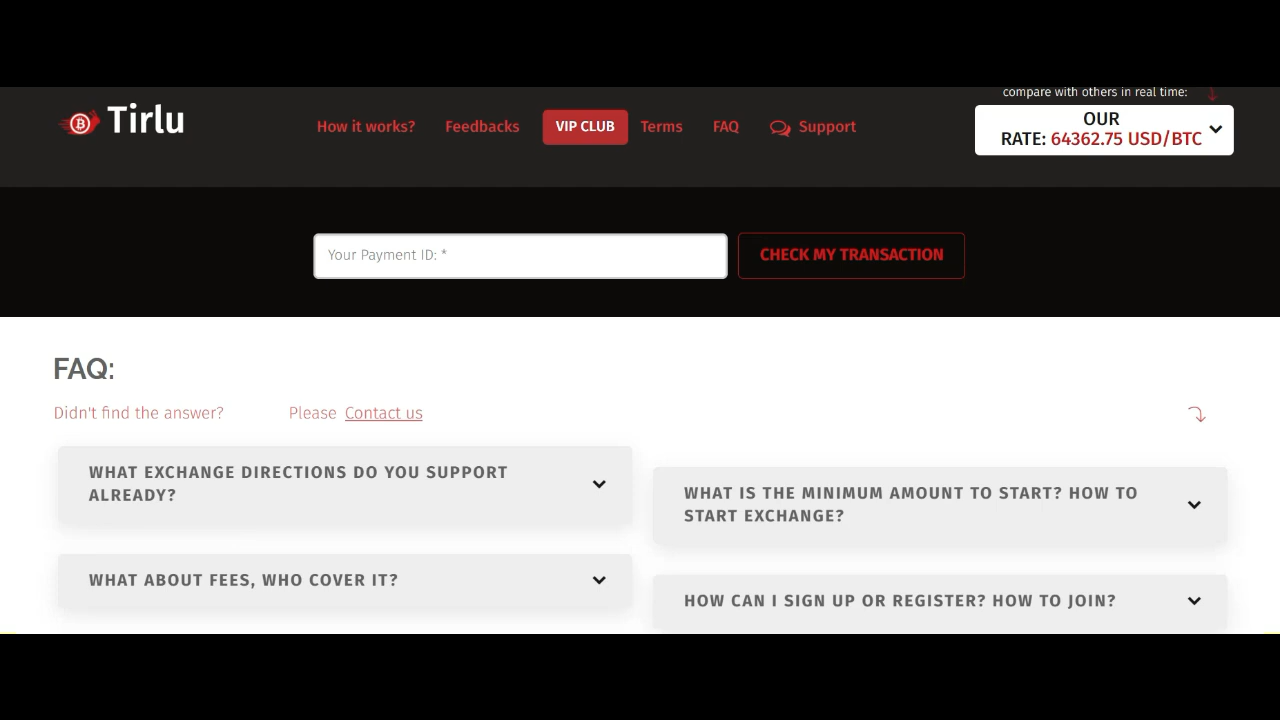 compare with others in real time:
Tirlu
How it works?
Feedbacks
VIP CLUB
Terms
FAQ
Support
OUR
RATE: 64362.75 USD/BTC
Your Payment ID: *
CHECK MY TRANSACTION
FAQ:
Didn't find the answer?
Please Contact us
WHAT EXCHANGE DIRECTIONS DO YOU SUPPORT
ALREADY?
WHAT IS THE MINIMUM AMOUNT TO START? HOW TO
START EXCHANGE?
WHAT ABOUT FEES, WHO COVER IT?
HOW CAN I SIGN UP OR REGISTER? HOW TO JOIN?